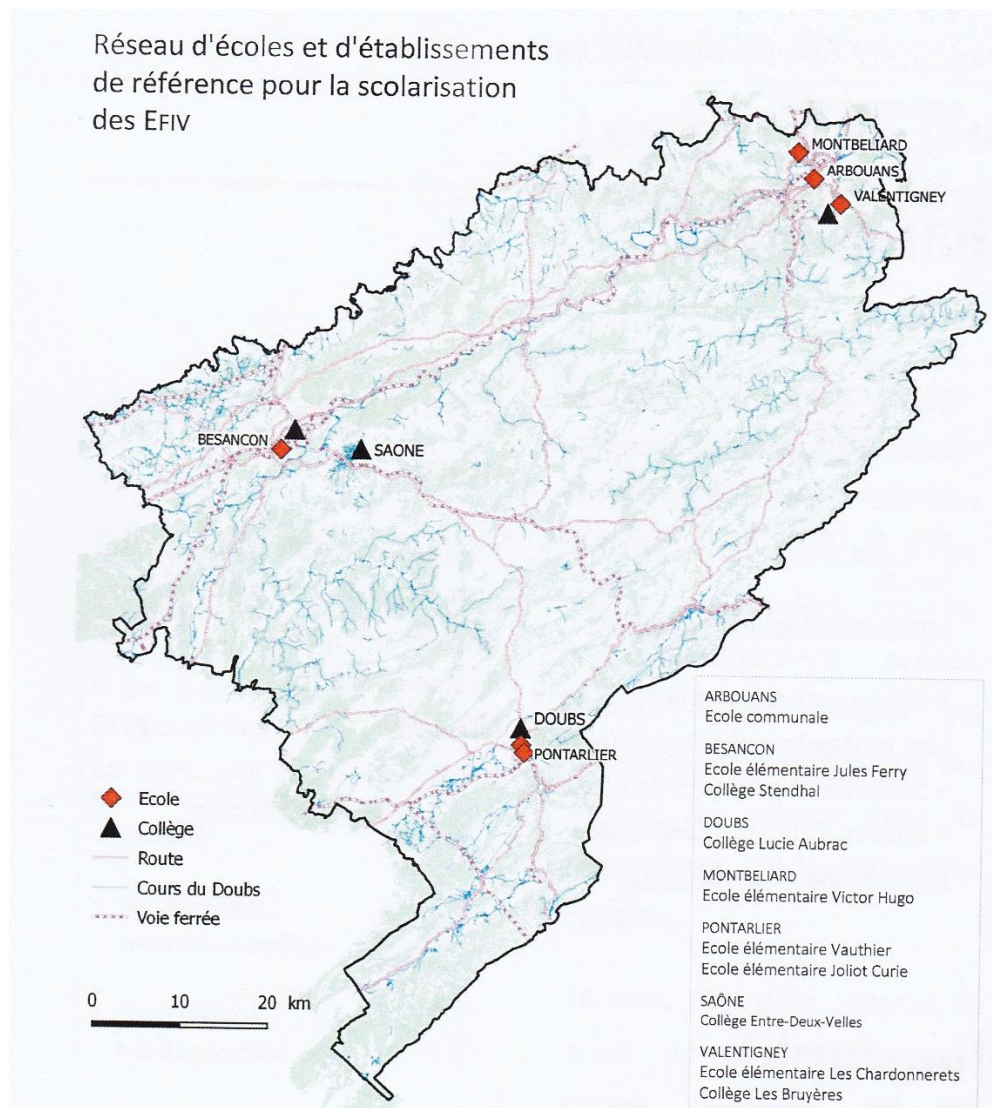 Réseau d'écoles et d'établissements
de référence pour la scolarisation
des EFIV
MONTBELIARD
ARBOUANS
VALENTIGNEY
BESANCON
SAONE
DOUBS
PONTARLIER
Ecole
Collège
Route
Cours du Doubs
Voie ferrée
0 10 20 km
ARBOUANS
Ecole communale
BESANCON
Ecole élémentaire Jules Ferry
Collège Stendhal
DOUBS
Collège Lucie Aubrac
MONTBELIARD
Ecole élémentaire Victor Hugo
PONTARLIER
Ecole élémentaire Vauthier
Ecole élémentaire Joliot Curie
SAÔNE
Collège Entre-Deux-Velles
VALENTIGNEY
Ecole élémentaire Les Chardonnerets
Collège Les Bruyères